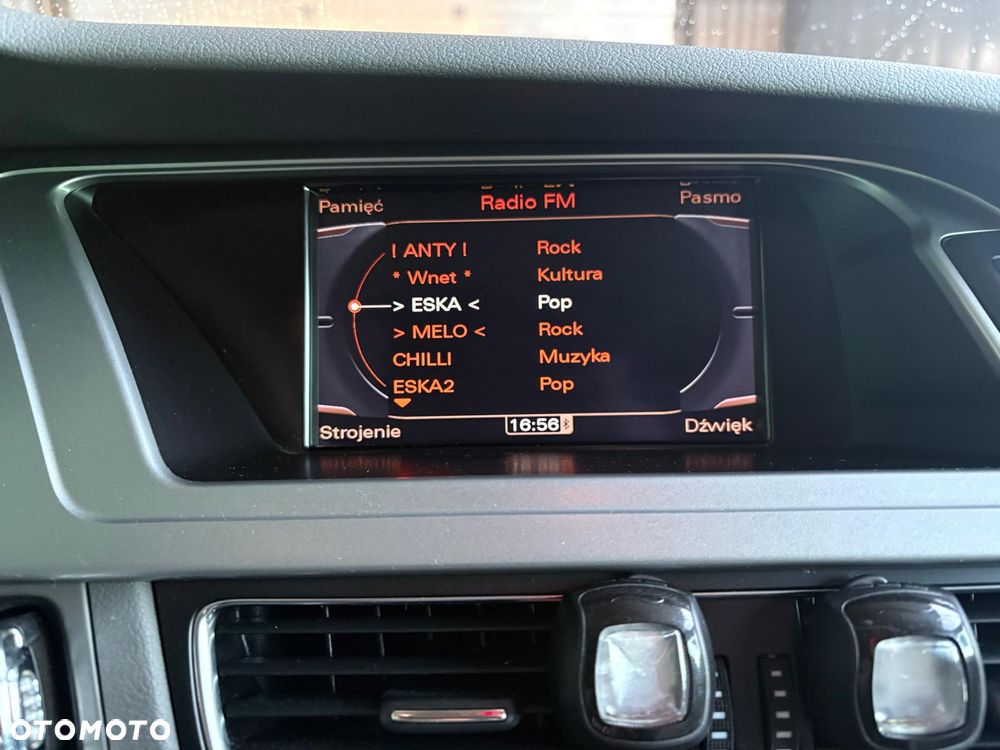 Pamięć Radio FM Pasmo
! ANTY ! Rock
* Wnet * Kultura
> ESKA < Pop
> MELO < Rock
CHILLI Muzyka
ESKA2 Pop
Strojenie 16:56 Dźwięk
OTOMOTO